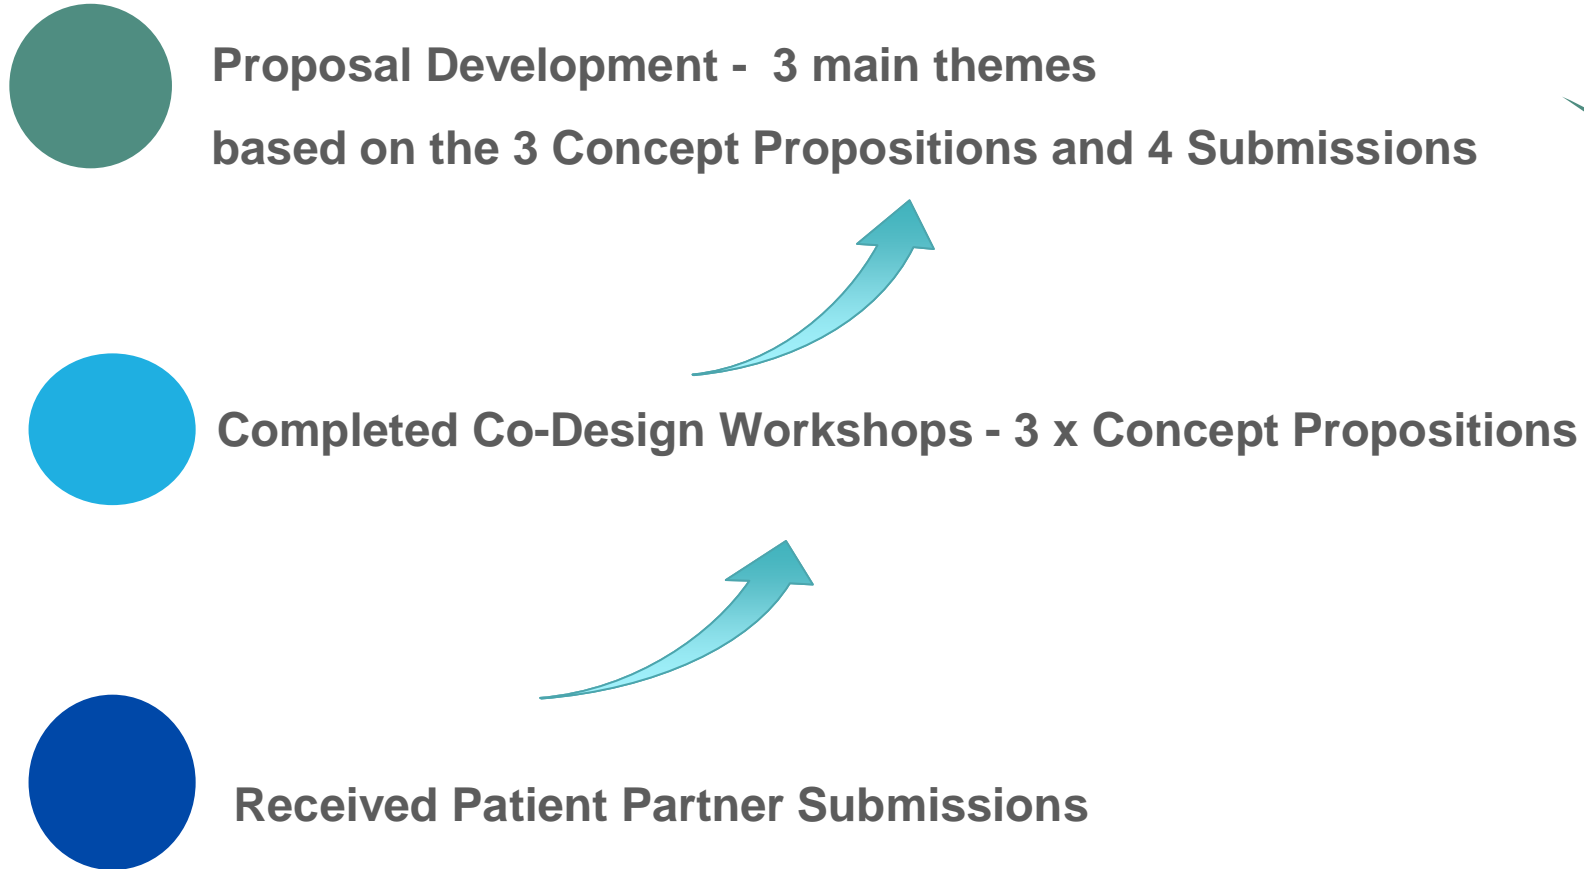 Proposal Development - 3 main themes
based on the 3 Concept Propositions and 4 Submissions
Completed Co-Design Workshops - 3 x Concept Propositions
Received Patient Partner Submissions